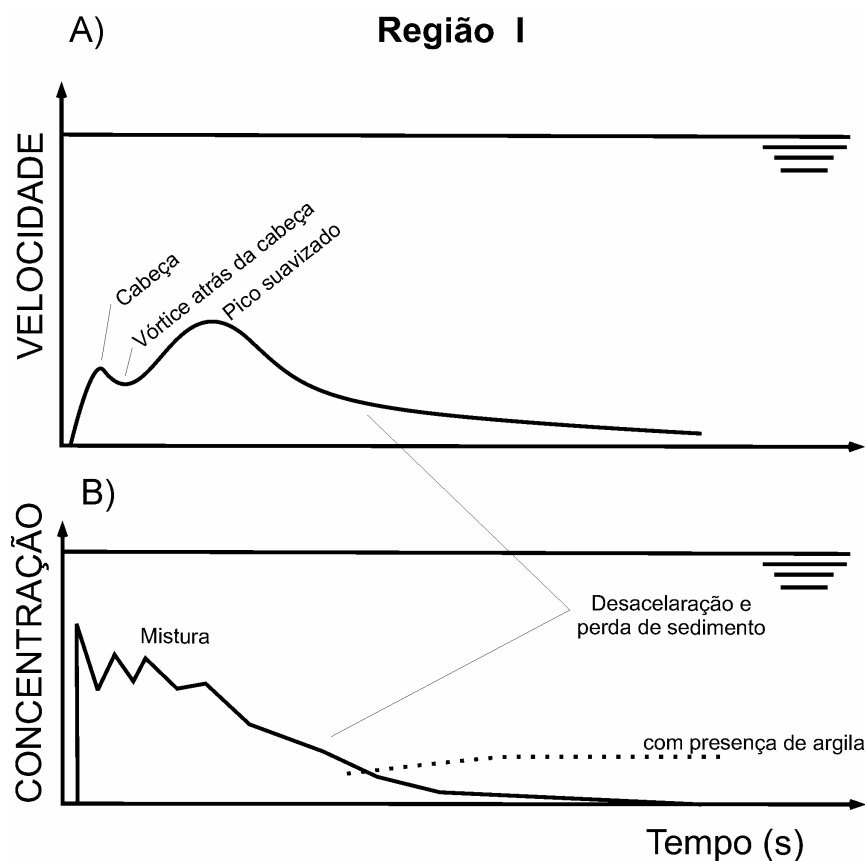 A)
Região I
VELOCIDADE
Cabeça
Vórtice atrás da cabeça
Pico suavizado
B)
CONCENTRAÇÃO
Mistura
Desacelaração e
perda de sedimento
com presença de argila
Tempo (s)